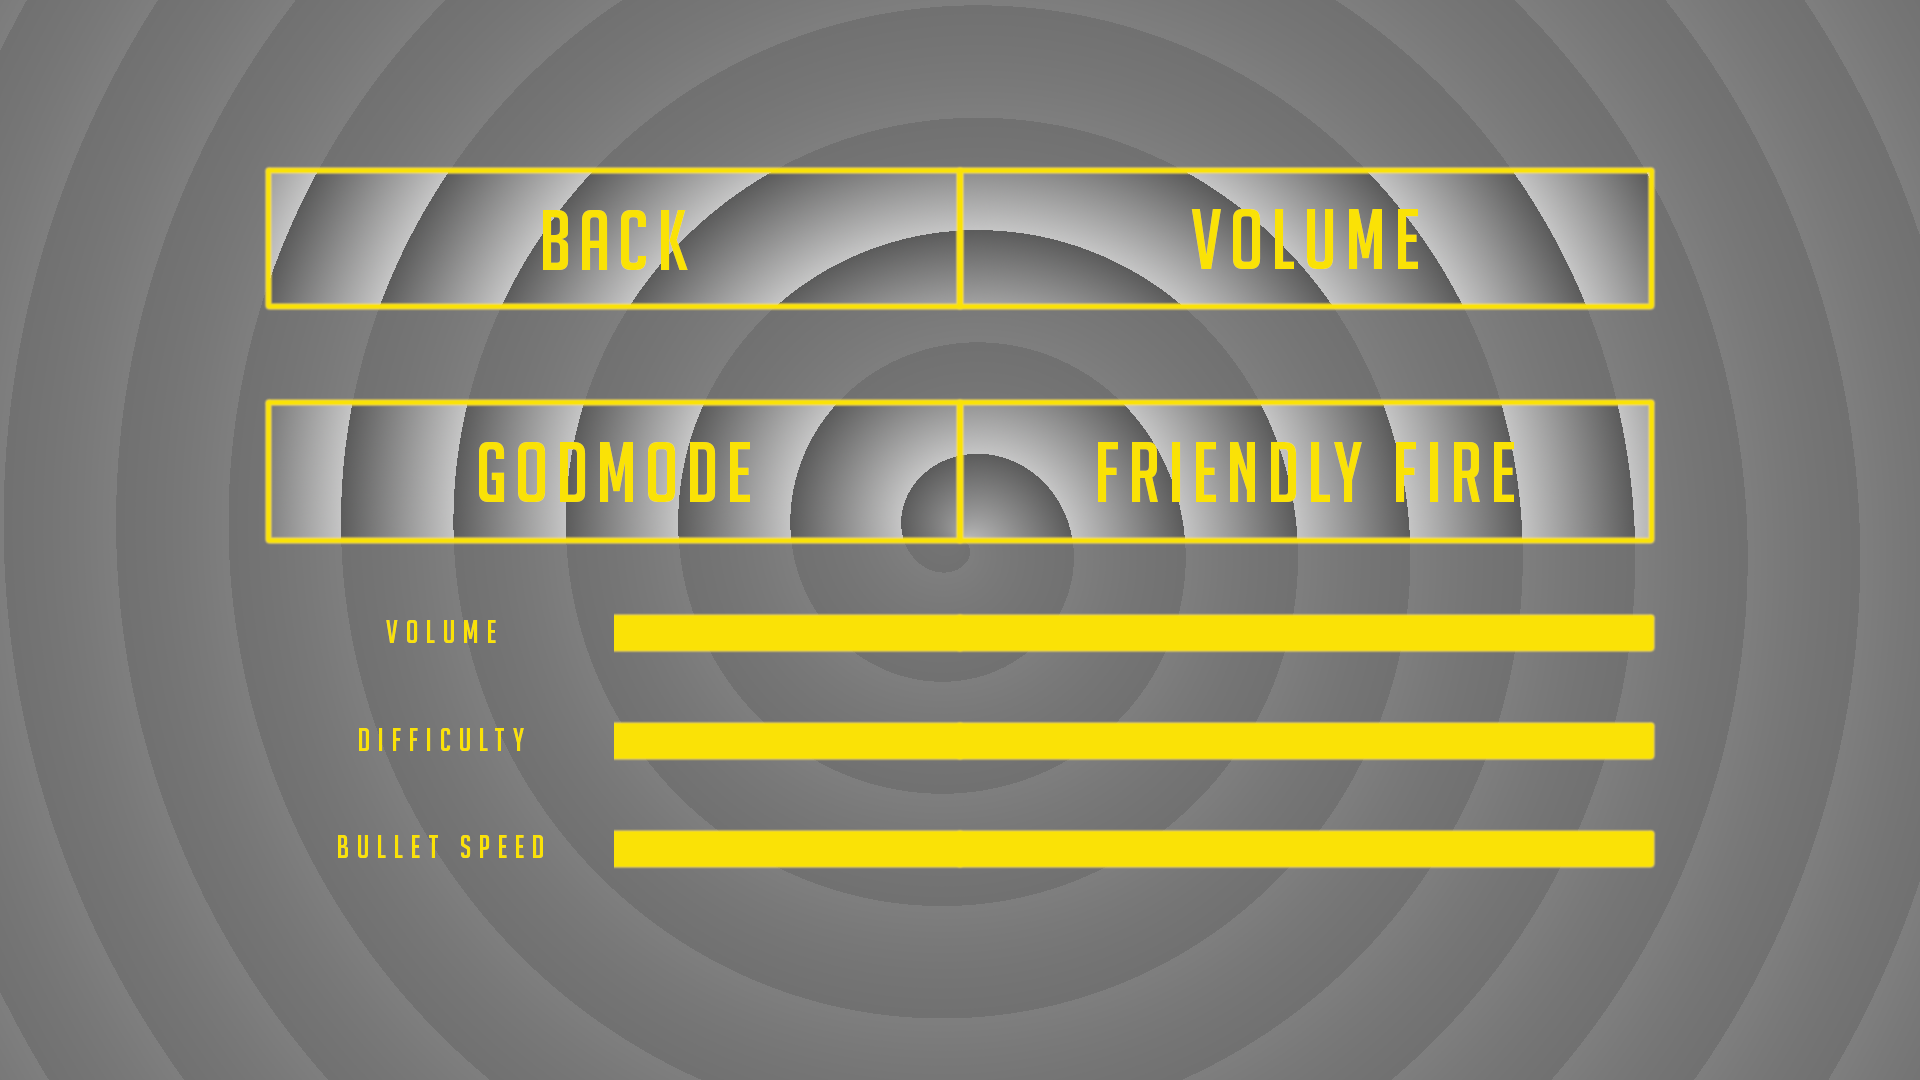 BACK
VOLUME
GODMODE
FRIENDLY FIRE
VOLUME
DIFFICULTY
BULLET SPEED